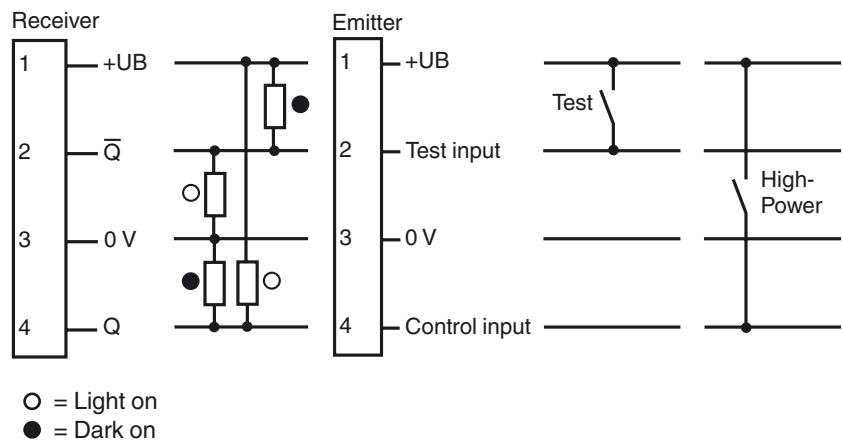 Receiver
1 +UB
2 Q̅
3 0 V
4 Q
Emitter
1 +UB
2 Test input
3 0 V
4 Control input
Test
High-
Power
○ = Light on
● = Dark on